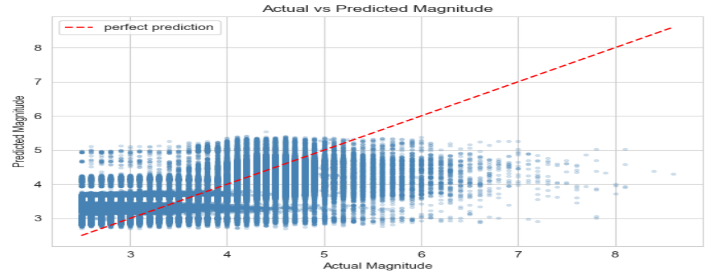 Actual vs Predicted Magnitude
perfect prediction
8
7
6
5
4
3
Predicted Magnitude
3 4 5 6 7 8
Actual Magnitude